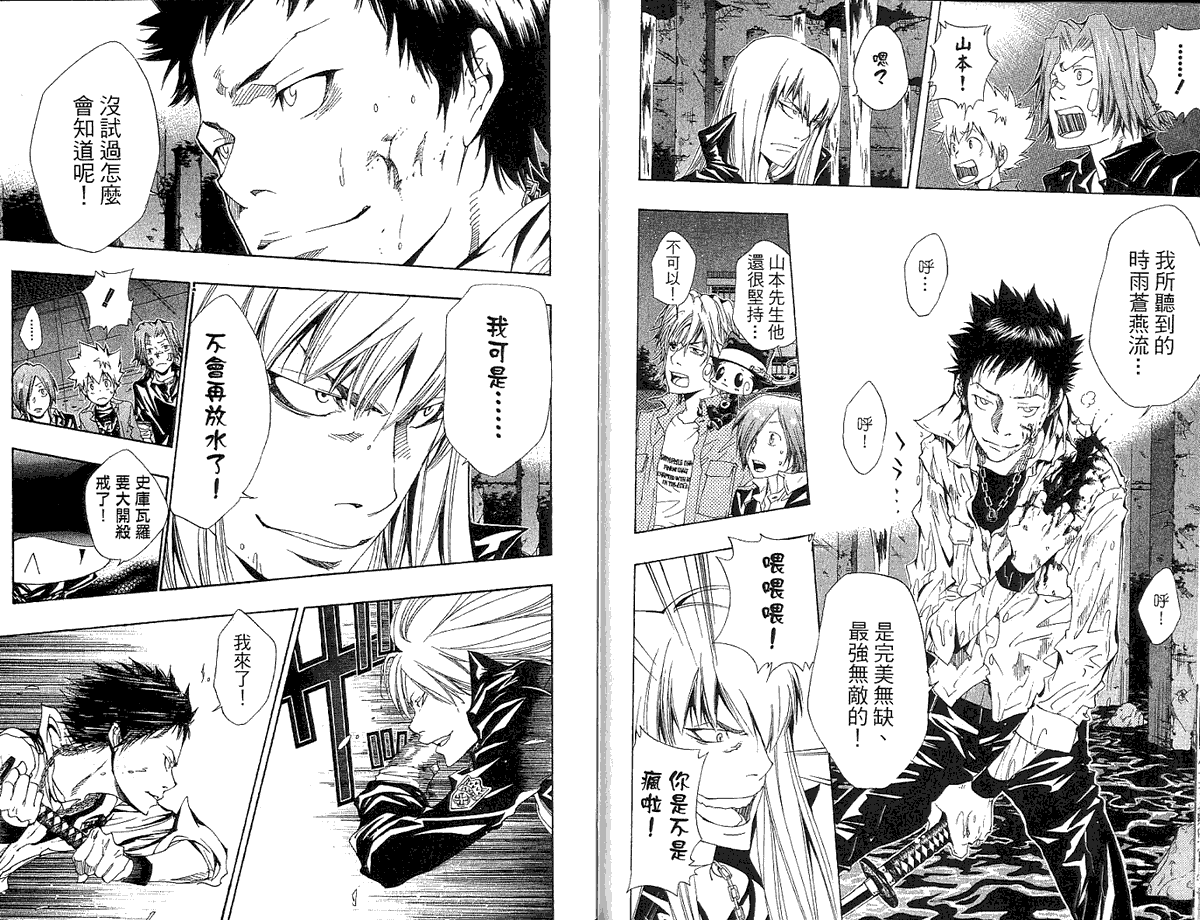 ……！
山本！
嗯？
我所聽到的
時雨蒼燕流…
呼…
呼！
呼！
山本先生他
還很堅持…
不可以！
是完美無缺、
最強無敵的！
喂喂喂！
你是不是
瘋啦！
沒試過怎麼
會知道呢！
！
……
我可是……
不會再放水了！
史庫瓦羅
要大開殺
戒了！
我來了！